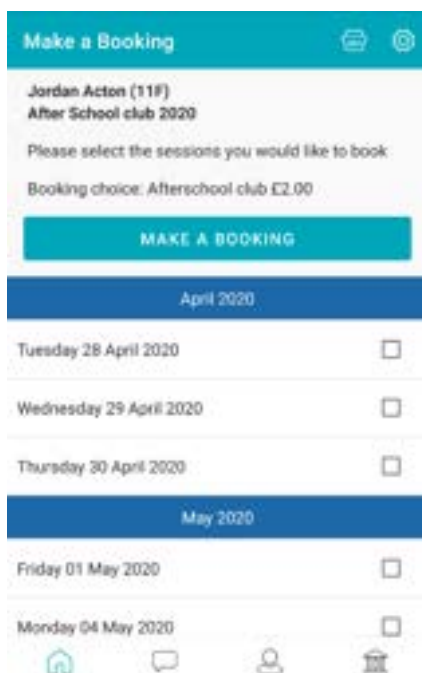 Make a Booking
Jordan Acton (11F)
After School club 2020
Please select the sessions you would like to book
Booking choice: Afterschool club £2.00
MAKE A BOOKING
April 2020
Tuesday 28 April 2020
Wednesday 29 April 2020
Thursday 30 April 2020
May 2020
Friday 01 May 2020
Monday 04 May 2020